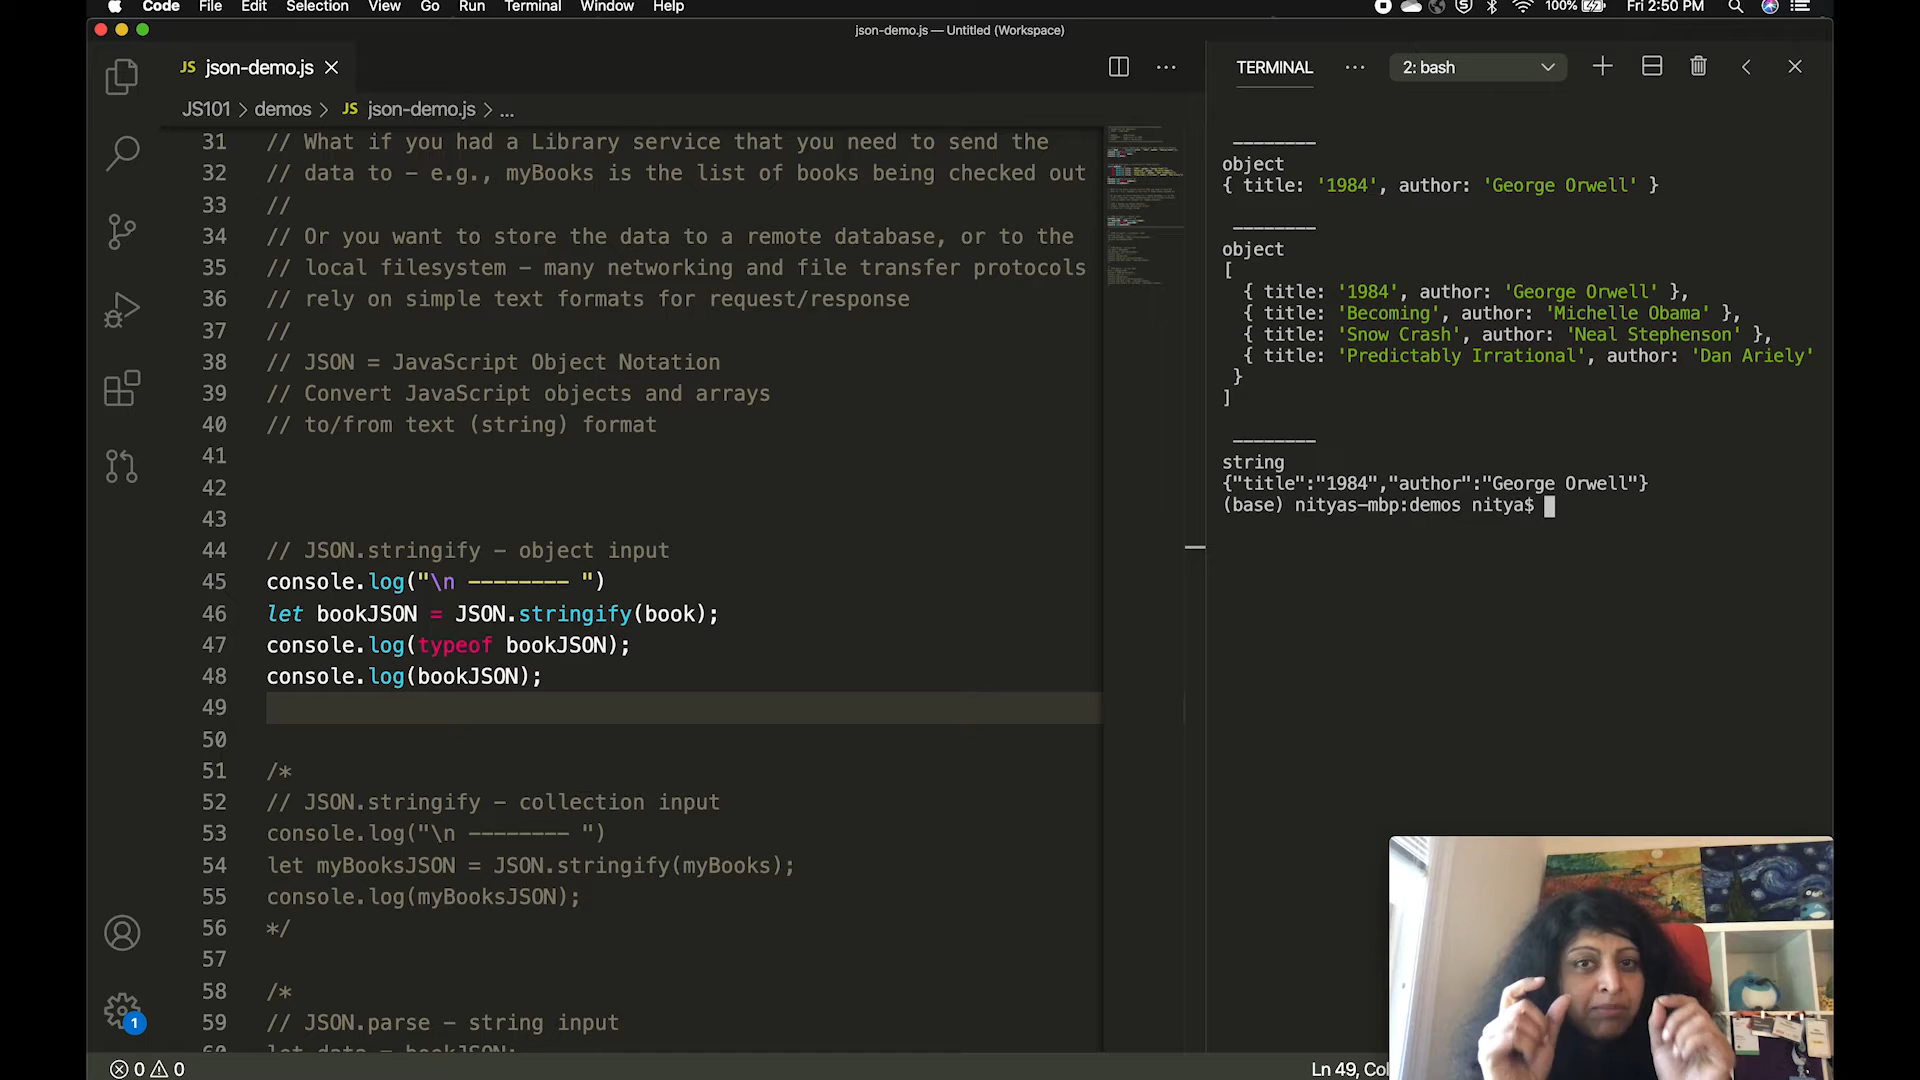 Code File Edit Selection View Go Run Terminal Window Help 100% Fri 2:50 PM
json-demo.js — Untitled (Workspace)
JS json-demo.js
JS101 > demos > JS json-demo.js > ...
31 // What if you had a Library service that you need to send the
32 // data to – e.g., myBooks is the list of books being checked out
33 //
34 // Or you want to store the data to a remote database, or to the
35 // local filesystem – many networking and file transfer protocols
36 // rely on simple text formats for request/response
37 //
38 // JSON = JavaScript Object Notation
39 // Convert JavaScript objects and arrays
40 // to/from text (string) format
41
42
43
44 // JSON.stringify – object input
45 console.log("\n –------- ")
46 let bookJSON = JSON.stringify(book);
47 console.log(typeof bookJSON);
48 console.log(bookJSON);
49
50
51 /*
52 // JSON.stringify – collection input
53 console.log("\n –------- ")
54 let myBooksJSON = JSON.stringify(myBooks);
55 console.log(myBooksJSON);
56 */
57
58 /*
59 // JSON.parse – string input
60 let data = bookJSON;
0 0
Ln 49, Col
1
TERMINAL 2: bash
--------
object
{ title: '1984', author: 'George Orwell' }
--------
object
[
{ title: '1984', author: 'George Orwell' },
{ title: 'Becoming', author: 'Michelle Obama' },
{ title: 'Snow Crash', author: 'Neal Stephenson' },
{ title: 'Predictably Irrational', author: 'Dan Ariely'
}
]
--------
string
{"title":"1984","author":"George Orwell"}
(base) nityas-mbp:demos nitya$